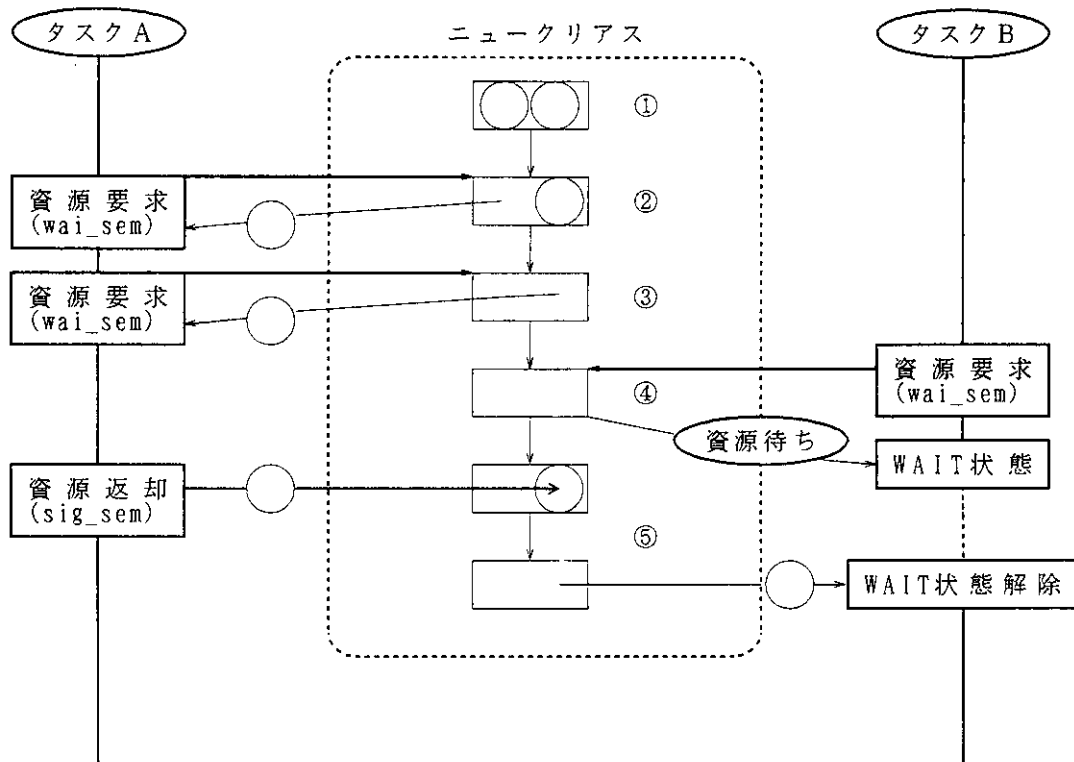 タスクA
ニュークリアス
タスクB
①
資源要求
(wai_sem)
②
資源要求
(wai_sem)
③
資源要求
(wai_sem)
④
資源待ち
WAIT状態
資源返却
(sig_sem)
⑤
WAIT状態解除